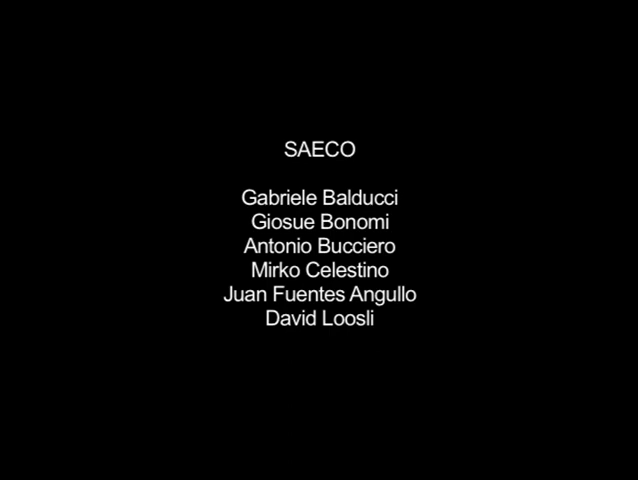 SAECO
Gabriele Balducci
Giosue Bonomi
Antonio Bucciero
Mirko Celestino
Juan Fuentes Angullo
David Loosli